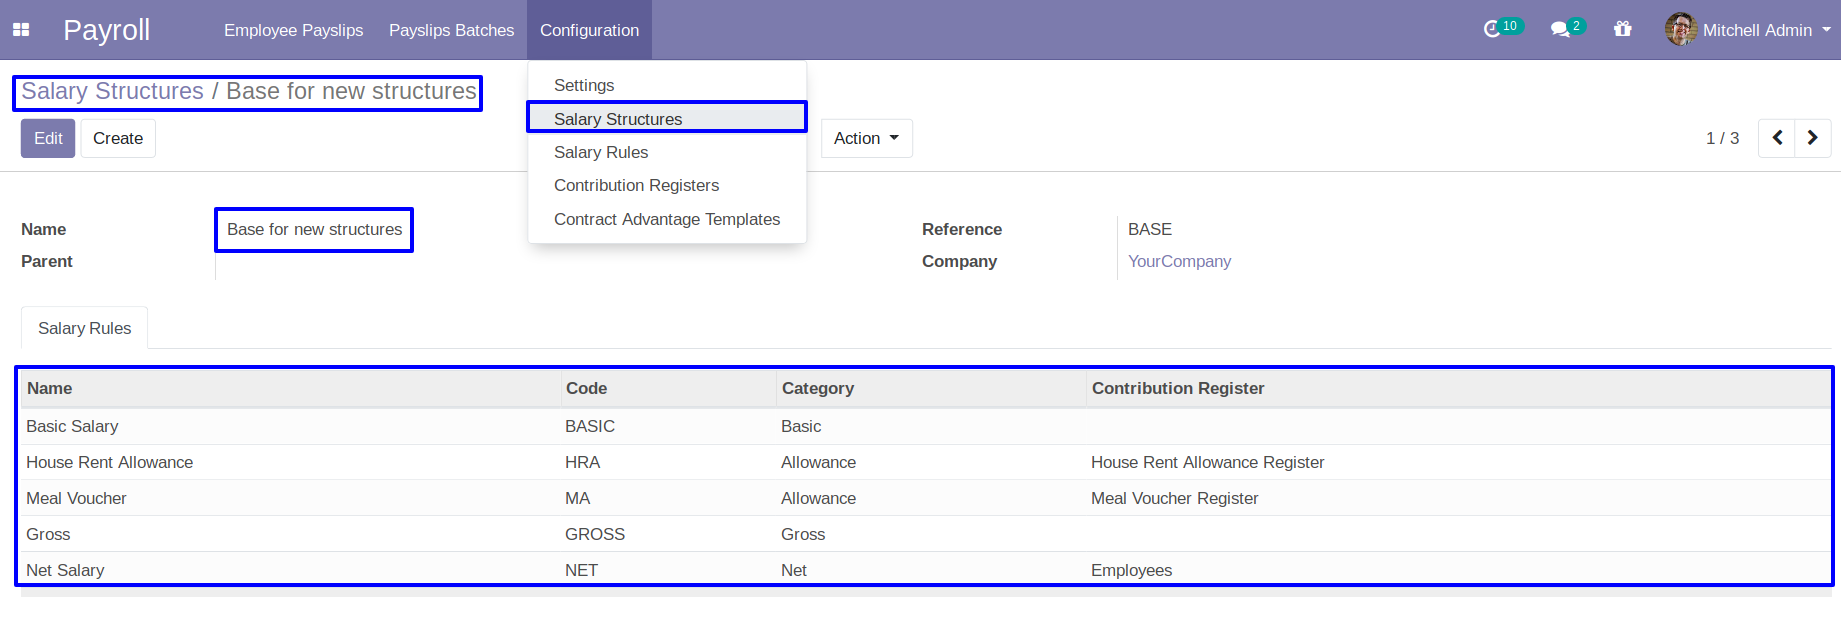 Payroll Employee Payslips Payslips Batches Configuration 10 2 Mitchell Admin
Salary Structures / Base for new structures
Edit Create Action 1 / 3
Settings
Salary Structures
Salary Rules
Contribution Registers
Contract Advantage Templates
Name Base for new structures Reference BASE
Parent Company YourCompany
Salary Rules
Name Code Category Contribution Register
Basic Salary BASIC Basic
House Rent Allowance HRA Allowance House Rent Allowance Register
Meal Voucher MA Allowance Meal Voucher Register
Gross GROSS Gross
Net Salary NET Net Employees